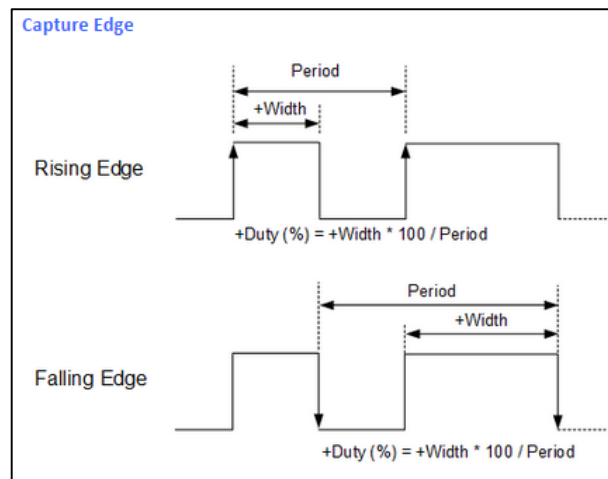 Capture Edge
Period
+Width
Rising Edge
+Duty (%) = +Width * 100 / Period
Period
+Width
Falling Edge
+Duty (%) = +Width * 100 / Period